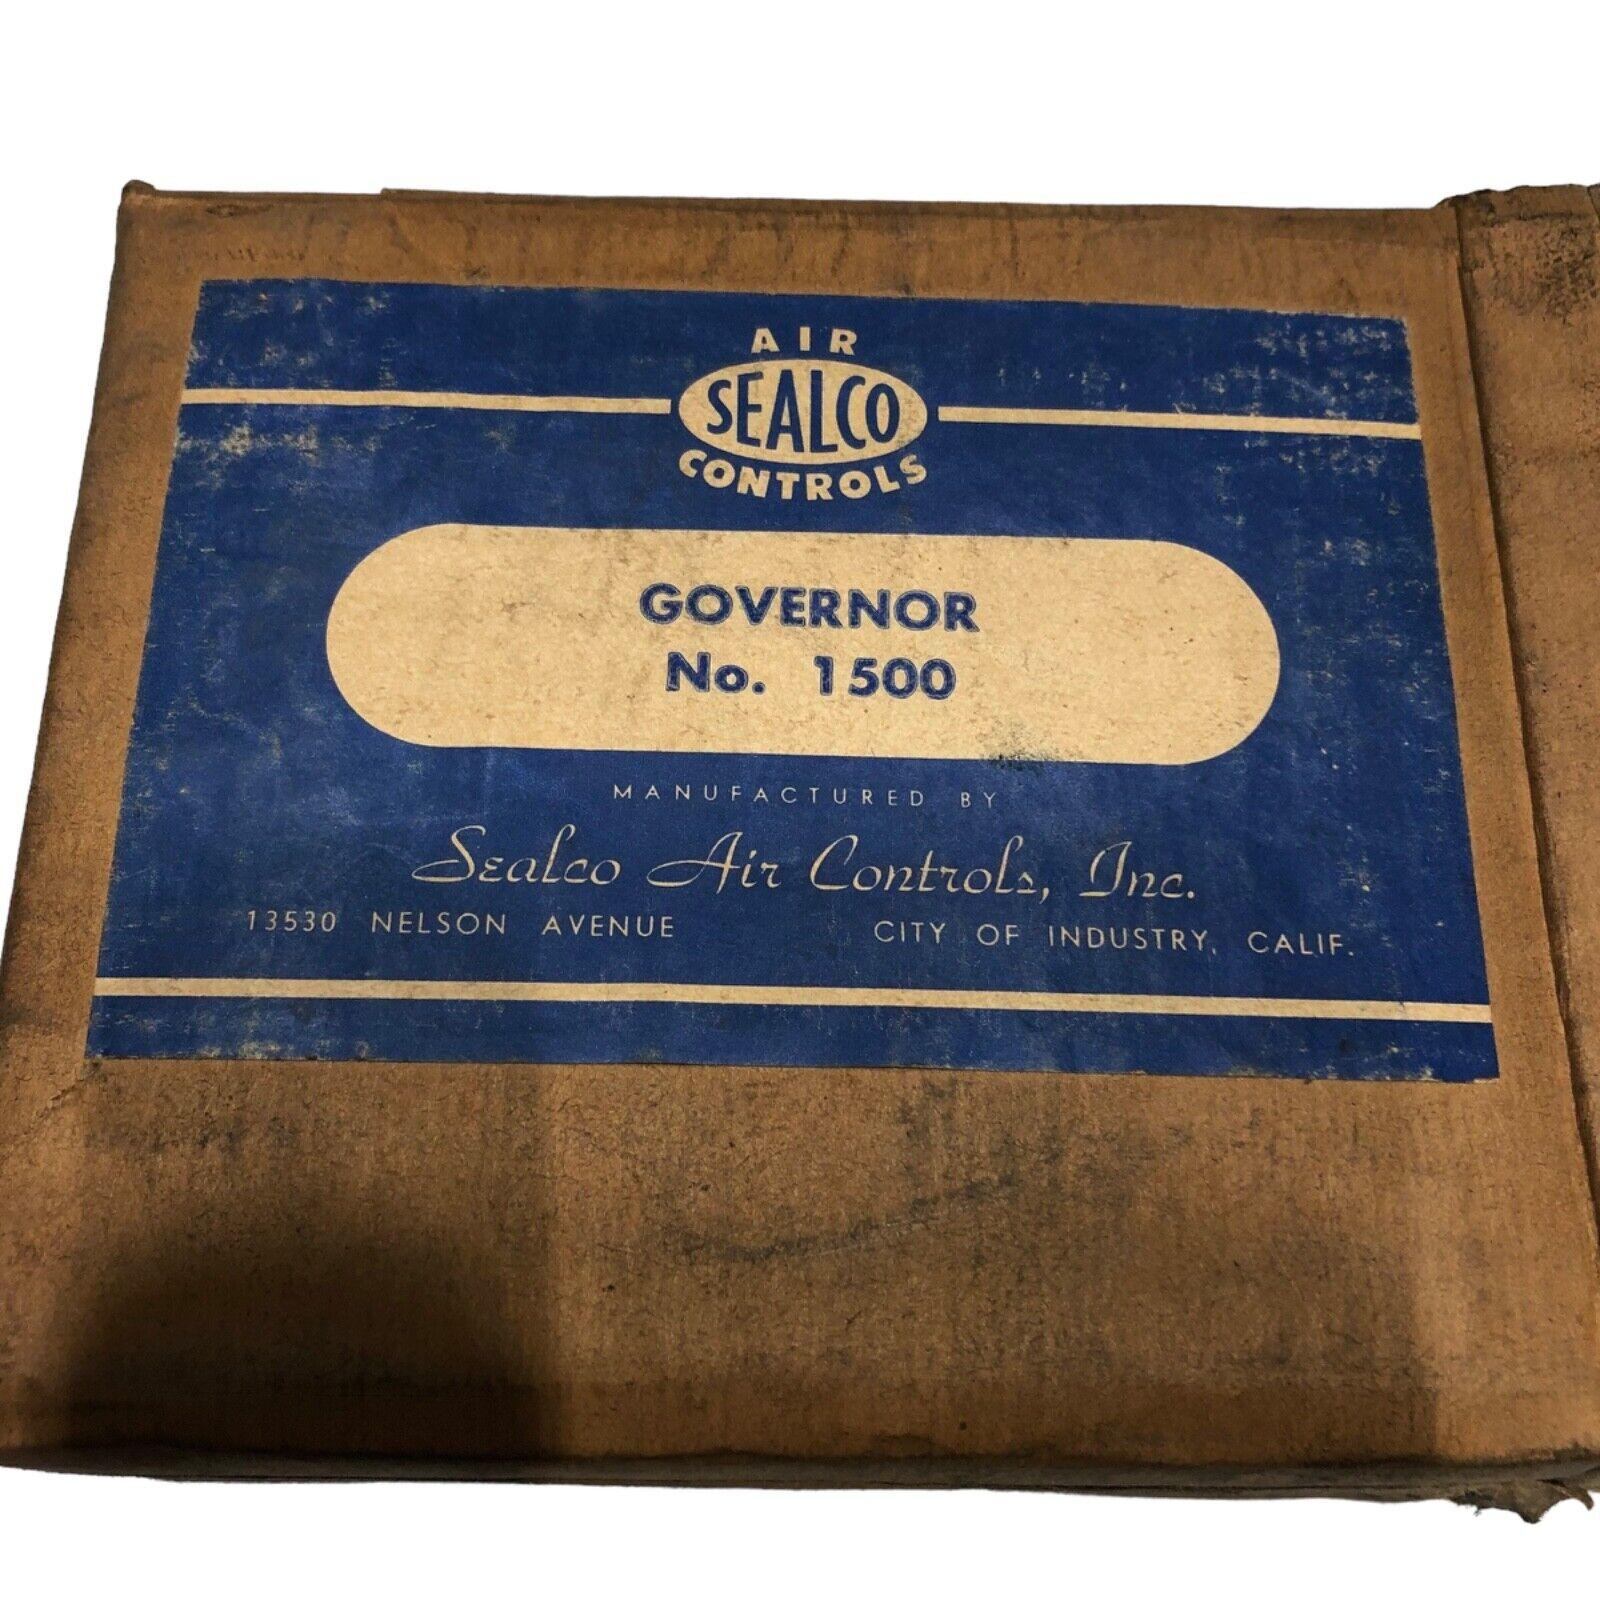 AIR
SEALCO
CONTROLS
GOVERNOR
No. 1500
MANUFACTURED BY
Sealco Air Controls, Inc.
13530 NELSON AVENUE CITY OF INDUSTRY, CALIF.